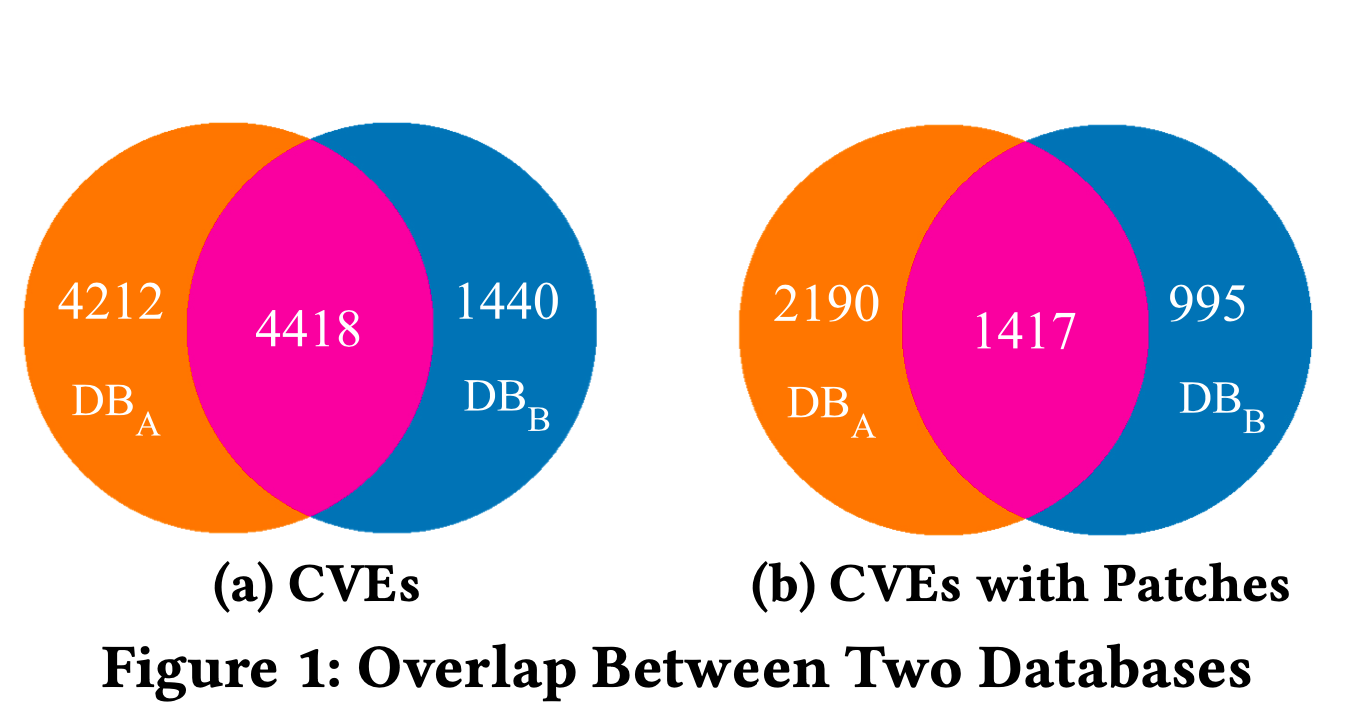 4212
4418
1440
DB_A
DB_B
2190
1417
995
DB_A
DB_B
(a) CVEs
(b) CVEs with Patches
Figure 1: Overlap Between Two Databases